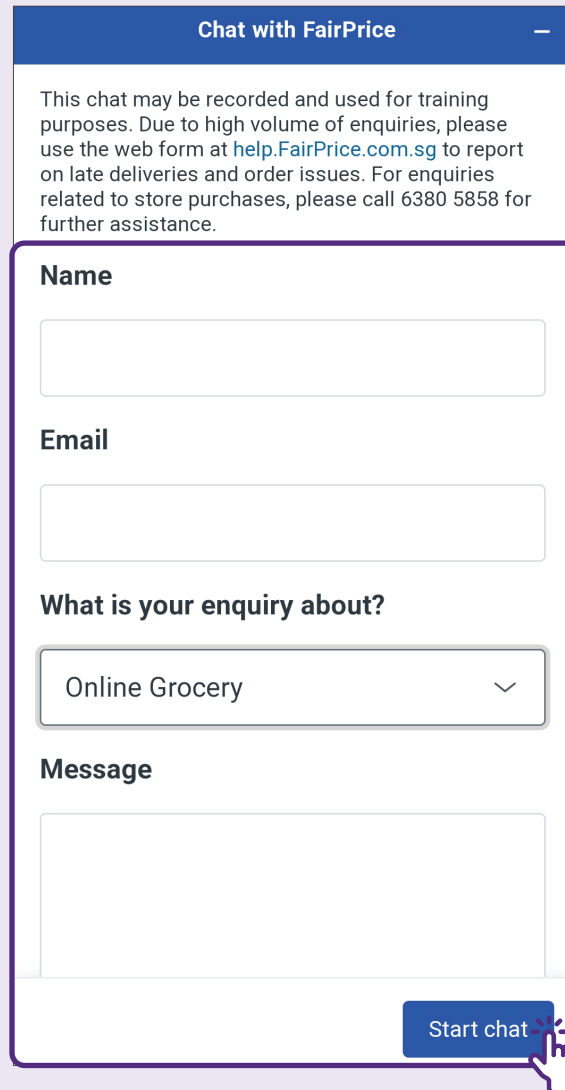 Chat with FairPrice
This chat may be recorded and used for training
purposes. Due to high volume of enquiries, please
use the web form at help.FairPrice.com.sg to report
on late deliveries and order issues. For enquiries
related to store purchases, please call 6380 5858 for
further assistance.
Name
Email
What is your enquiry about?
Online Grocery
Message
Start chat